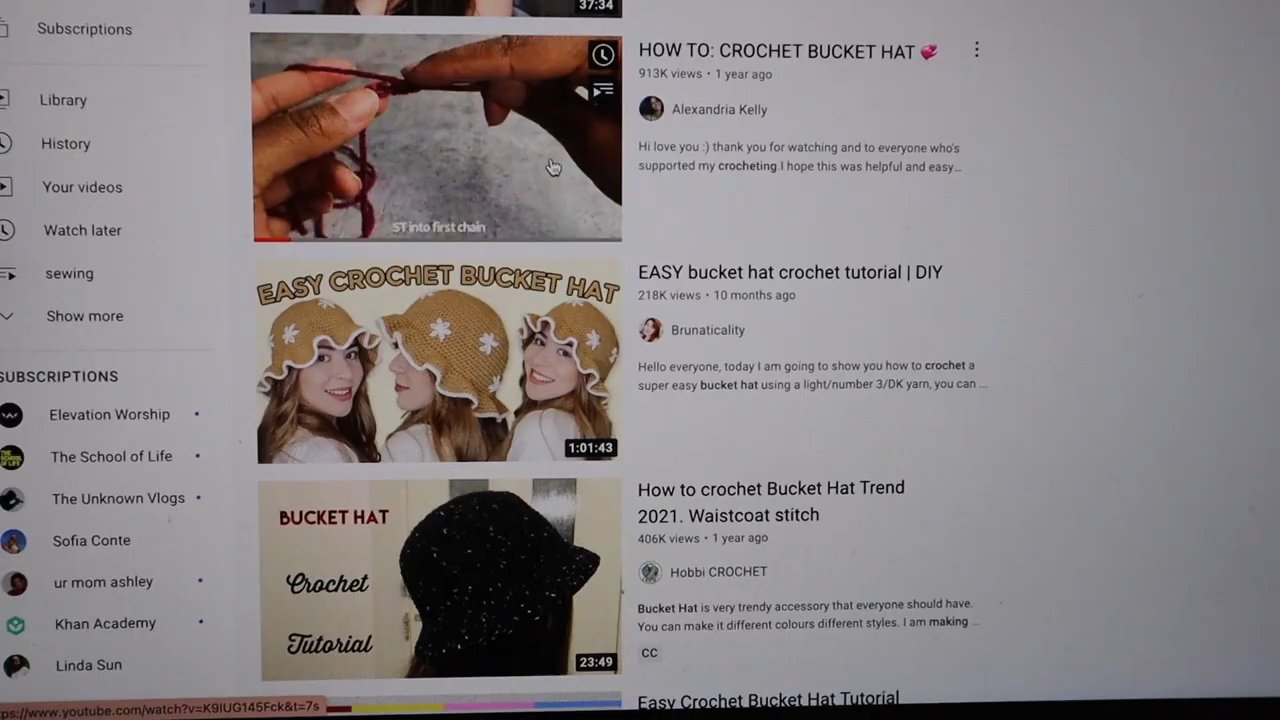 37:34
Subscriptions
Library
History
Your videos
Watch later
sewing
Show more
SUBSCRIPTIONS
Elevation Worship
The School of Life
The Unknown Vlogs
Sofia Conte
ur mom ashley
Khan Academy
Linda Sun
ST into first chain
HOW TO: CROCHET BUCKET HAT 💞
913K views • 1 year ago
Alexandria Kelly
Hi love you :) thank you for watching and to everyone who's
supported my crocheting.I hope this was helpful and easy...
EASY CROCHET BUCKET HAT
1:01:43
EASY bucket hat crochet tutorial | DIY
218K views • 10 months ago
Brunaticality
Hello everyone, today I am going to show you how to crochet a
super easy bucket hat using a light/number 3/DK yarn, you can ...
BUCKET HAT
Crochet
Tutorial
23:49
How to crochet Bucket Hat Trend
2021. Waistcoat stitch
406K views • 1 year ago
Hobbi CROCHET
Bucket Hat is very trendy accessory that everyone should have.
You can make it different colours different styles. I am making ...
CC
Easy Crochet Bucket Hat Tutorial
ps://www.youtube.com/watch?v=K9IUG145Fck&t=7s